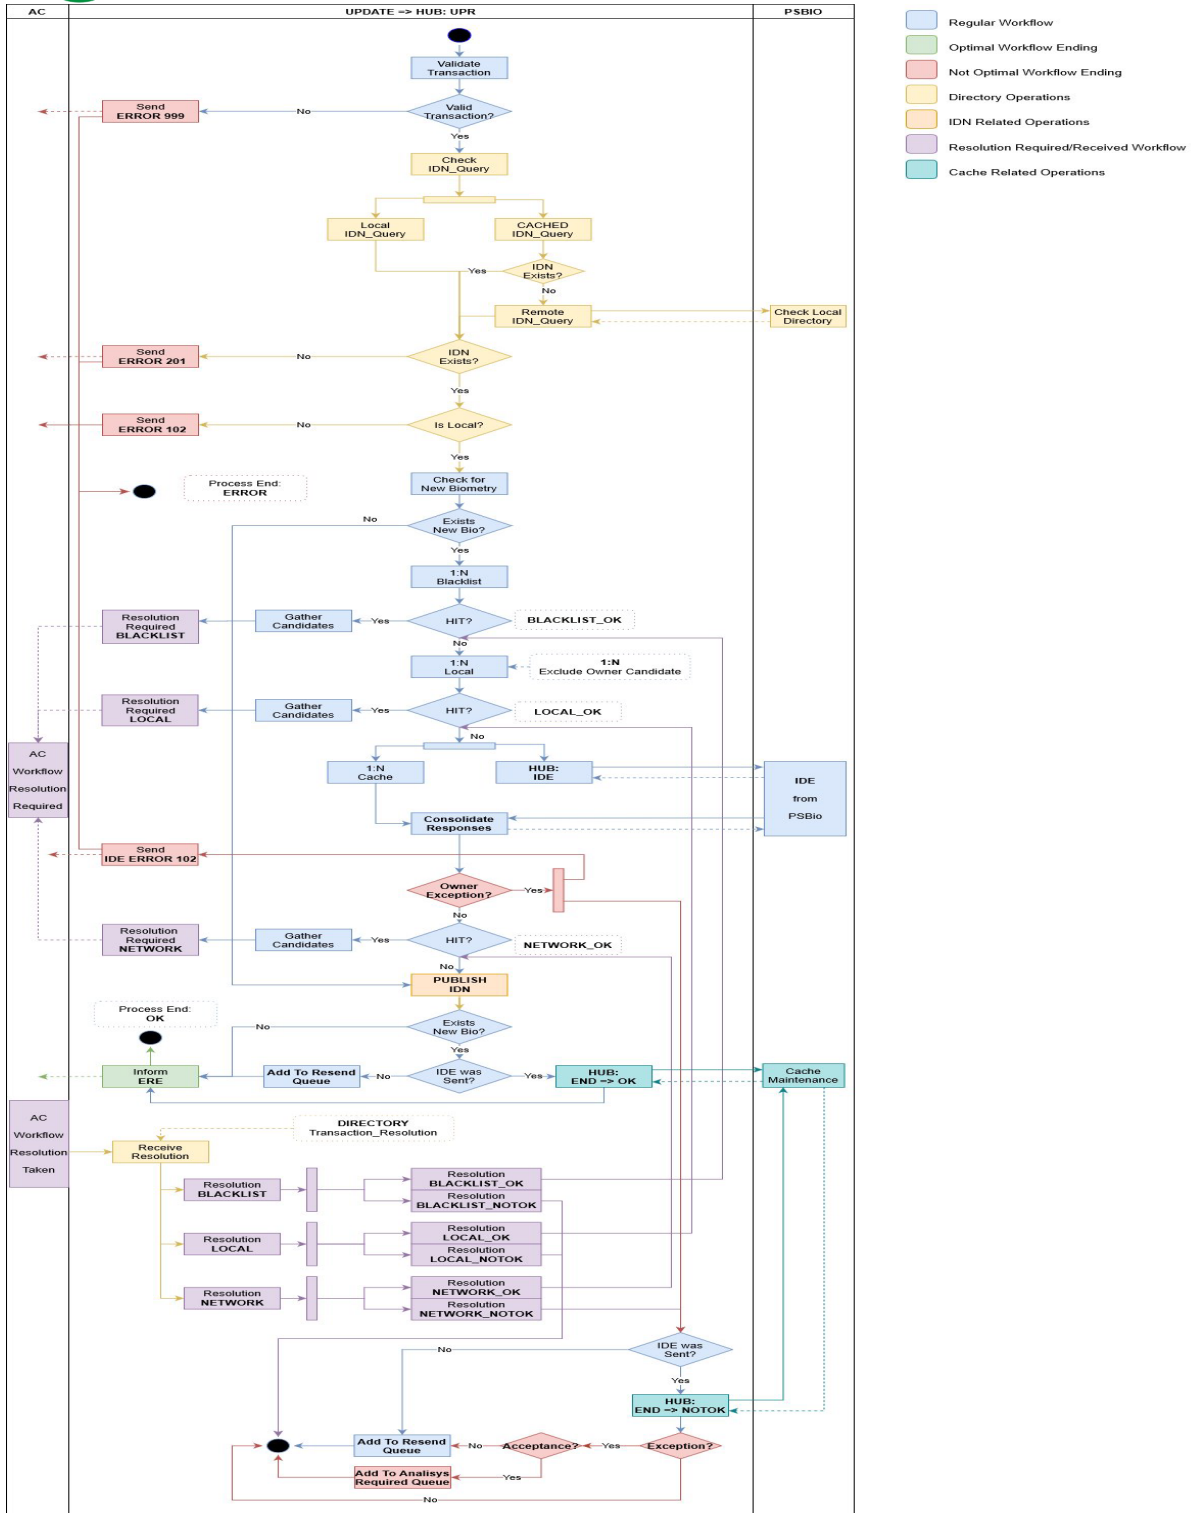 AC
UPDATE => HUB: UPR
PSBIO
Regular Workflow
Optimal Workflow Ending
Not Optimal Workflow Ending
Directory Operations
IDN Related Operations
Resolution Required/Received Workflow
Cache Related Operations
Validate
Transaction
Send
ERROR 999
No
Valid
Transaction?
Yes
Check
IDN_Query
Local
IDN_Query
CACHED
IDN_Query
Yes
IDN
Exists?
No
Remote
IDN_Query
Check Local
Directory
Send
ERROR 201
No
IDN
Exists?
Yes
Send
ERROR 102
No
Is Local?
Yes
Process End:
ERROR
Check for
New Biometry
No
Exists
New Bio?
Yes
1:N
Blacklist
Resolution
Required
BLACKLIST
Gather
Candidates
Yes
HIT?
BLACKLIST_OK
No
1:N
Local
1:N
Exclude Owner Candidate
Resolution
Required
LOCAL
Gather
Candidates
Yes
HIT?
LOCAL_OK
No
AC
Workflow
Resolution
Required
1:N
Cache
HUB:
IDE
IDE
from
PSBio
Consolidate
Responses
Send
IDE ERROR 102
Owner
Exception?
Yes
No
Resolution
Required
NETWORK
Gather
Candidates
Yes
HIT?
NETWORK_OK
No
PUBLISH
IDN
Process End:
OK
No
Exists
New Bio?
Yes
Inform
ERE
Add To Resend
Queue
No
IDE was
Sent?
Yes
HUB:
END => OK
Cache
Maintenance
AC
Workflow
Resolution
Taken
DIRECTORY
Transaction_Resolution
Receive
Resolution
Resolution
BLACKLIST
Resolution
BLACKLIST_OK
Resolution
BLACKLIST_NOTOK
Resolution
LOCAL
Resolution
LOCAL_OK
Resolution
LOCAL_NOTOK
Resolution
NETWORK
Resolution
NETWORK_OK
Resolution
NETWORK_NOTOK
No
IDE was
Sent?
Yes
HUB:
END => NOTOK
Add To Resend
Queue
No
Acceptance?
Yes
Exception?
Add To Analisys
Required Queue
Yes
No